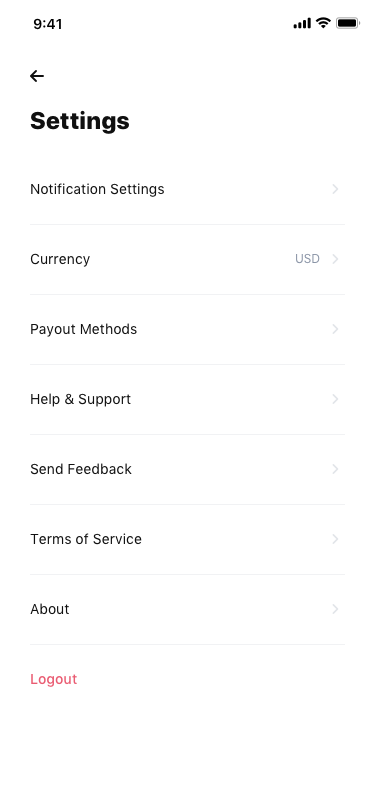 9:41
Settings
Notification Settings
Currency USD
Payout Methods
Help & Support
Send Feedback
Terms of Service
About
Logout